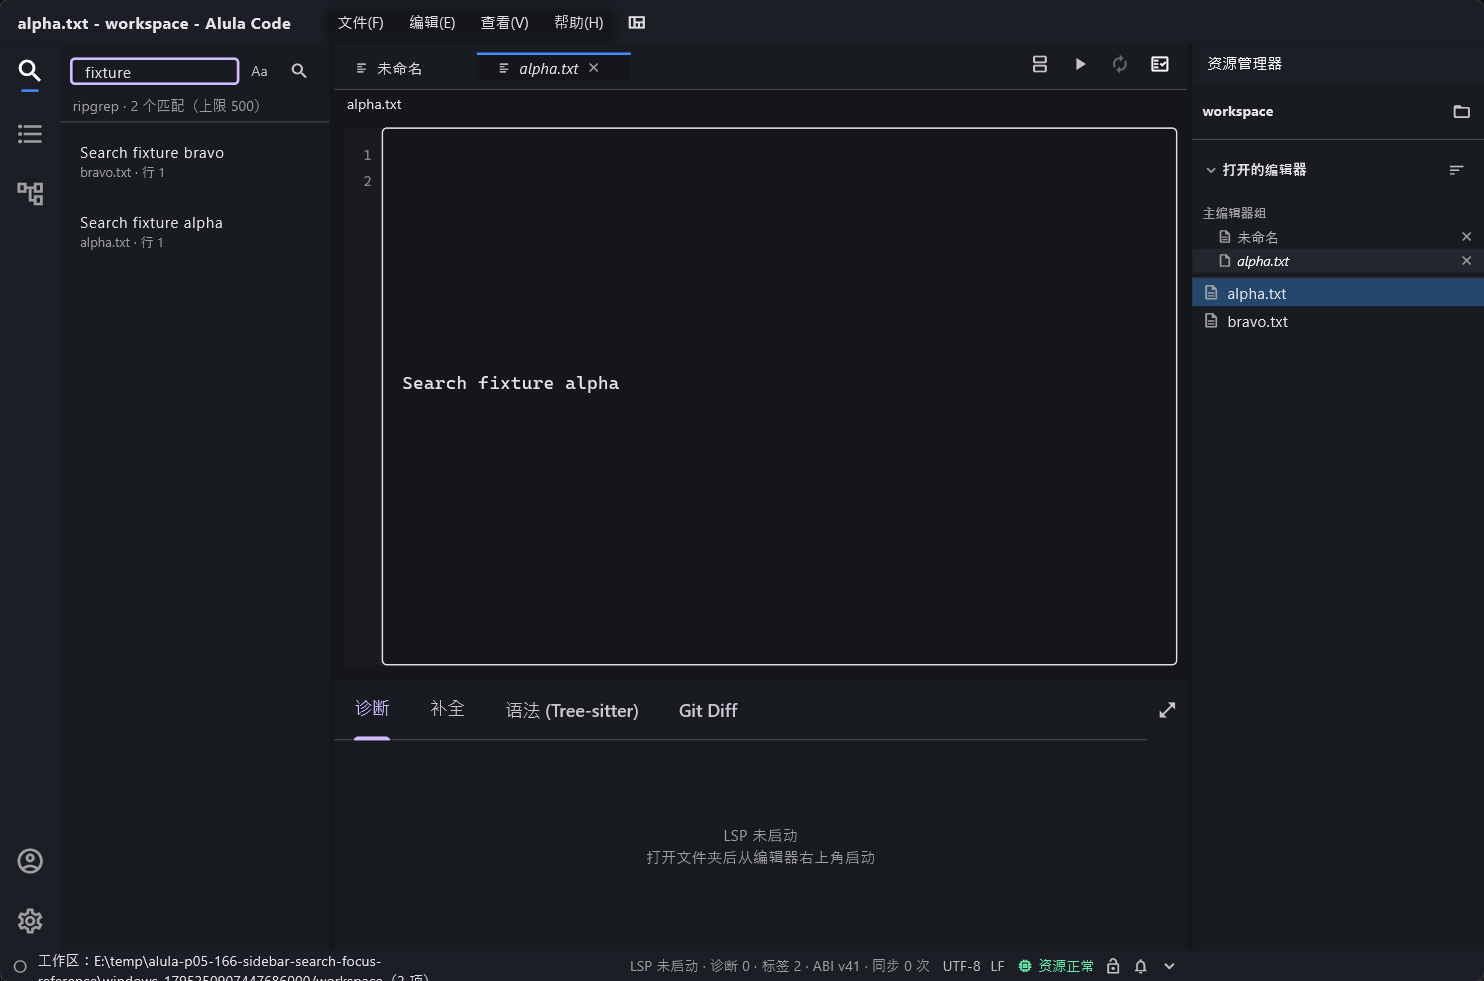 alpha.txt - workspace - Alula Code
文件(F) 编辑(E) 查看(V) 帮助(H)
fixture
Aa
ripgrep · 2 个匹配（上限 500）
Search fixture bravo
bravo.txt · 行 1
Search fixture alpha
alpha.txt · 行 1
未命名
alpha.txt
alpha.txt
1
2
Search fixture alpha
诊断 补全 语法 (Tree-sitter) Git Diff
LSP 未启动
打开文件夹后从编辑器右上角启动
资源管理器
workspace
打开的编辑器
主编辑器组
未命名
alpha.txt
alpha.txt
bravo.txt
工作区：E:\temp\alula-p05-166-sidebar-search-focus-
reference\windows-1795250907447686000/workspace（2 项）
LSP 未启动 · 诊断 0 · 标签 2 · ABI v41 · 同步 0 次 UTF-8 LF 资源正常